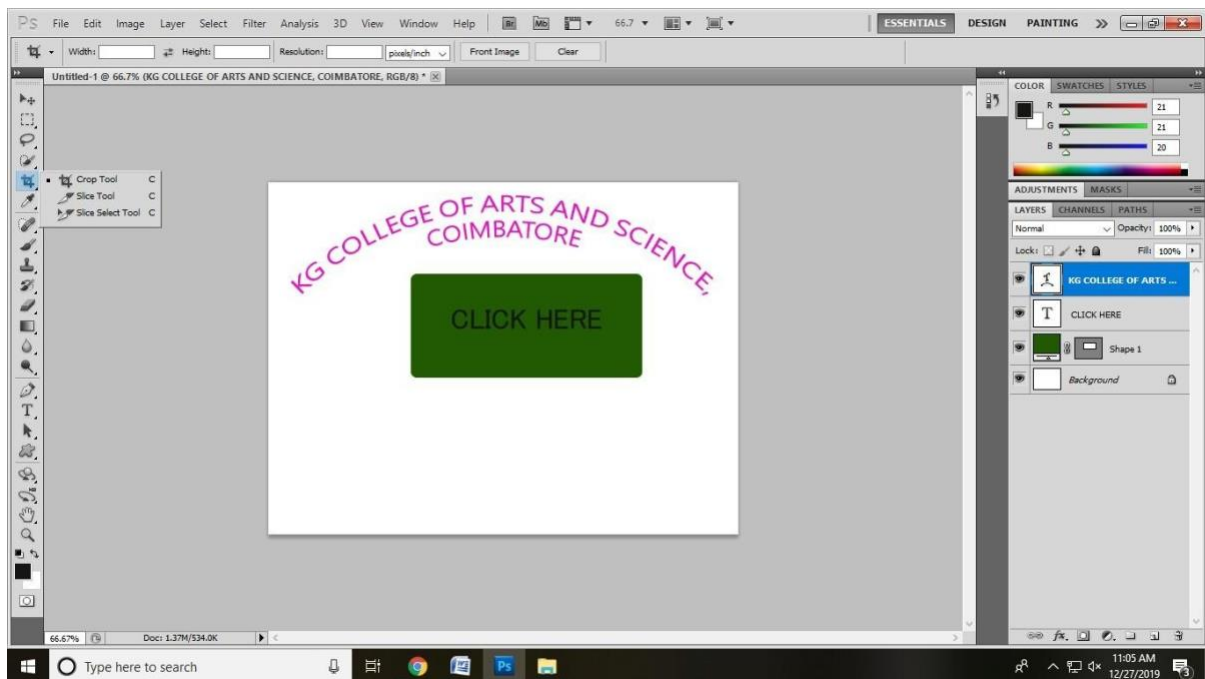 Ps File Edit Image Layer Select Filter Analysis 3D View Window Help Br Mb 66.7 ESSENTIALS DESIGN PAINTING >>
Width: Height: Resolution: pixels/inch Front Image Clear
Untitled-1 @ 66.7% (KG COLLEGE OF ARTS AND SCIENCE, COIMBATORE, RGB/8) *
Crop Tool C
Slice Tool C
Slice Select Tool C
KG COLLEGE OF ARTS AND SCIENCE,
COIMBATORE
CLICK HERE
COLOR SWATCHES STYLES
R 21
G 21
B 20
ADJUSTMENTS MASKS
LAYERS CHANNELS PATHS
Normal Opacity: 100%
Lock: Fill: 100%
KG COLLEGE OF ARTS ...
T CLICK HERE
Shape 1
Background
66.67% Doc: 1.37M/534.0K
Type here to search
Ps
11:05 AM
12/27/2019
3